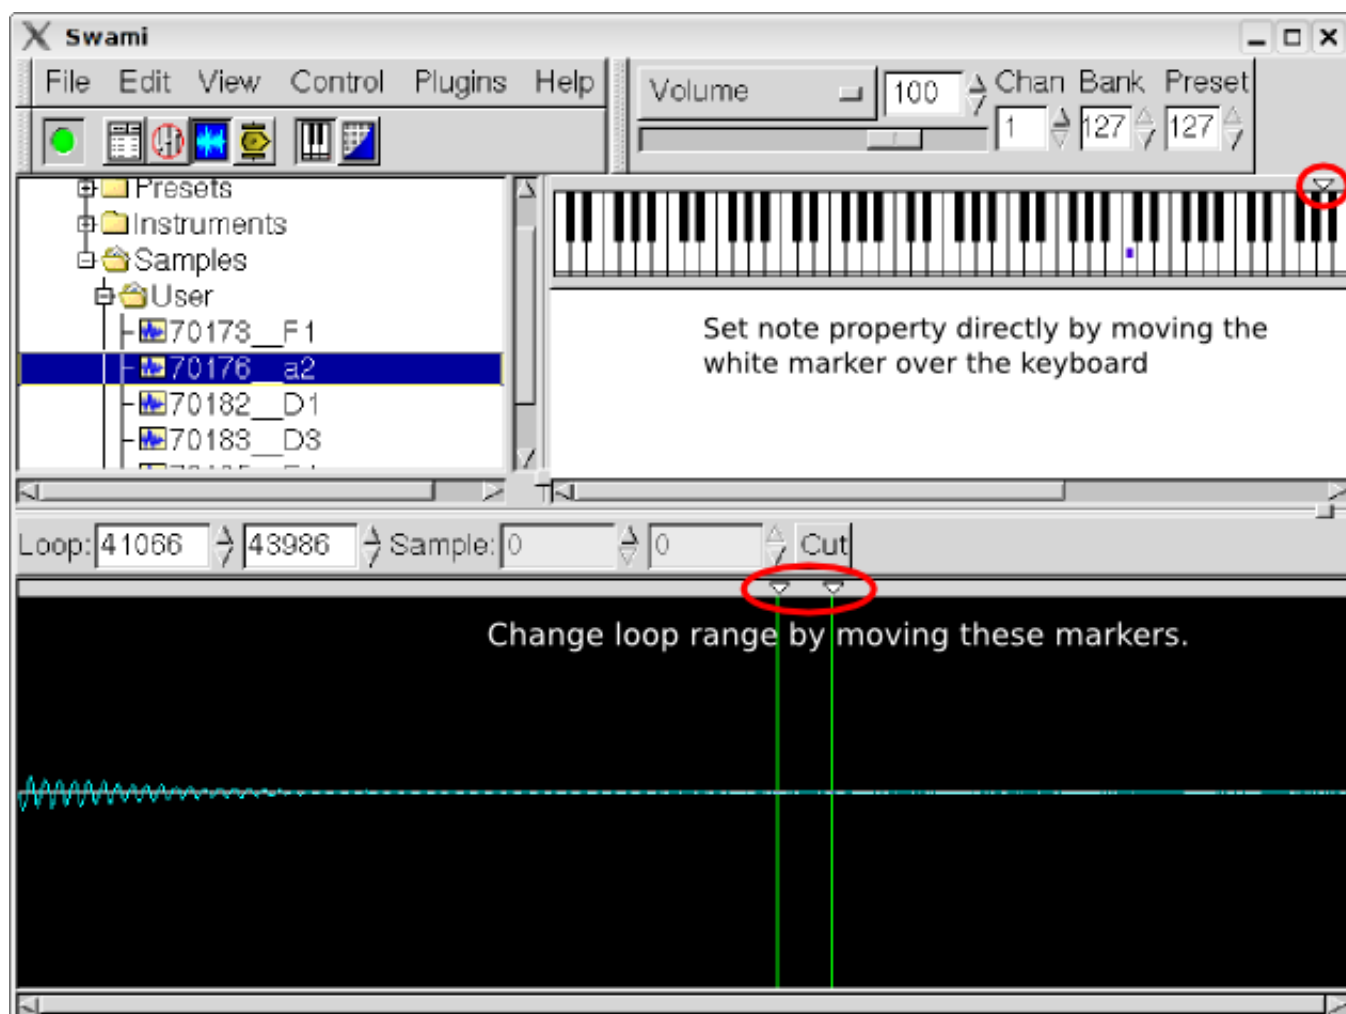 Swami
File Edit View Control Plugins Help
Volume 100 Chan Bank Preset
1 127 127
Presets
Instruments
Samples
User
70173__F1
70176__a2
70182__D1
70183__D3
Set note property directly by moving the
white marker over the keyboard
Loop: 41066 43986 Sample: 0 0 Cut
Change loop range by moving these markers.